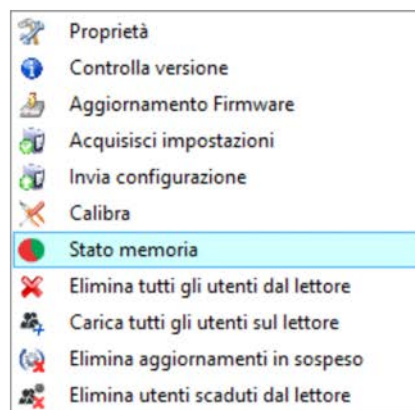 Proprietà
Controlla versione
Aggiornamento Firmware
Acquisisci impostazioni
Invia configurazione
Calibra
Stato memoria
Elimina tutti gli utenti dal lettore
Carica tutti gli utenti sul lettore
Elimina aggiornamenti in sospeso
Elimina utenti scaduti dal lettore